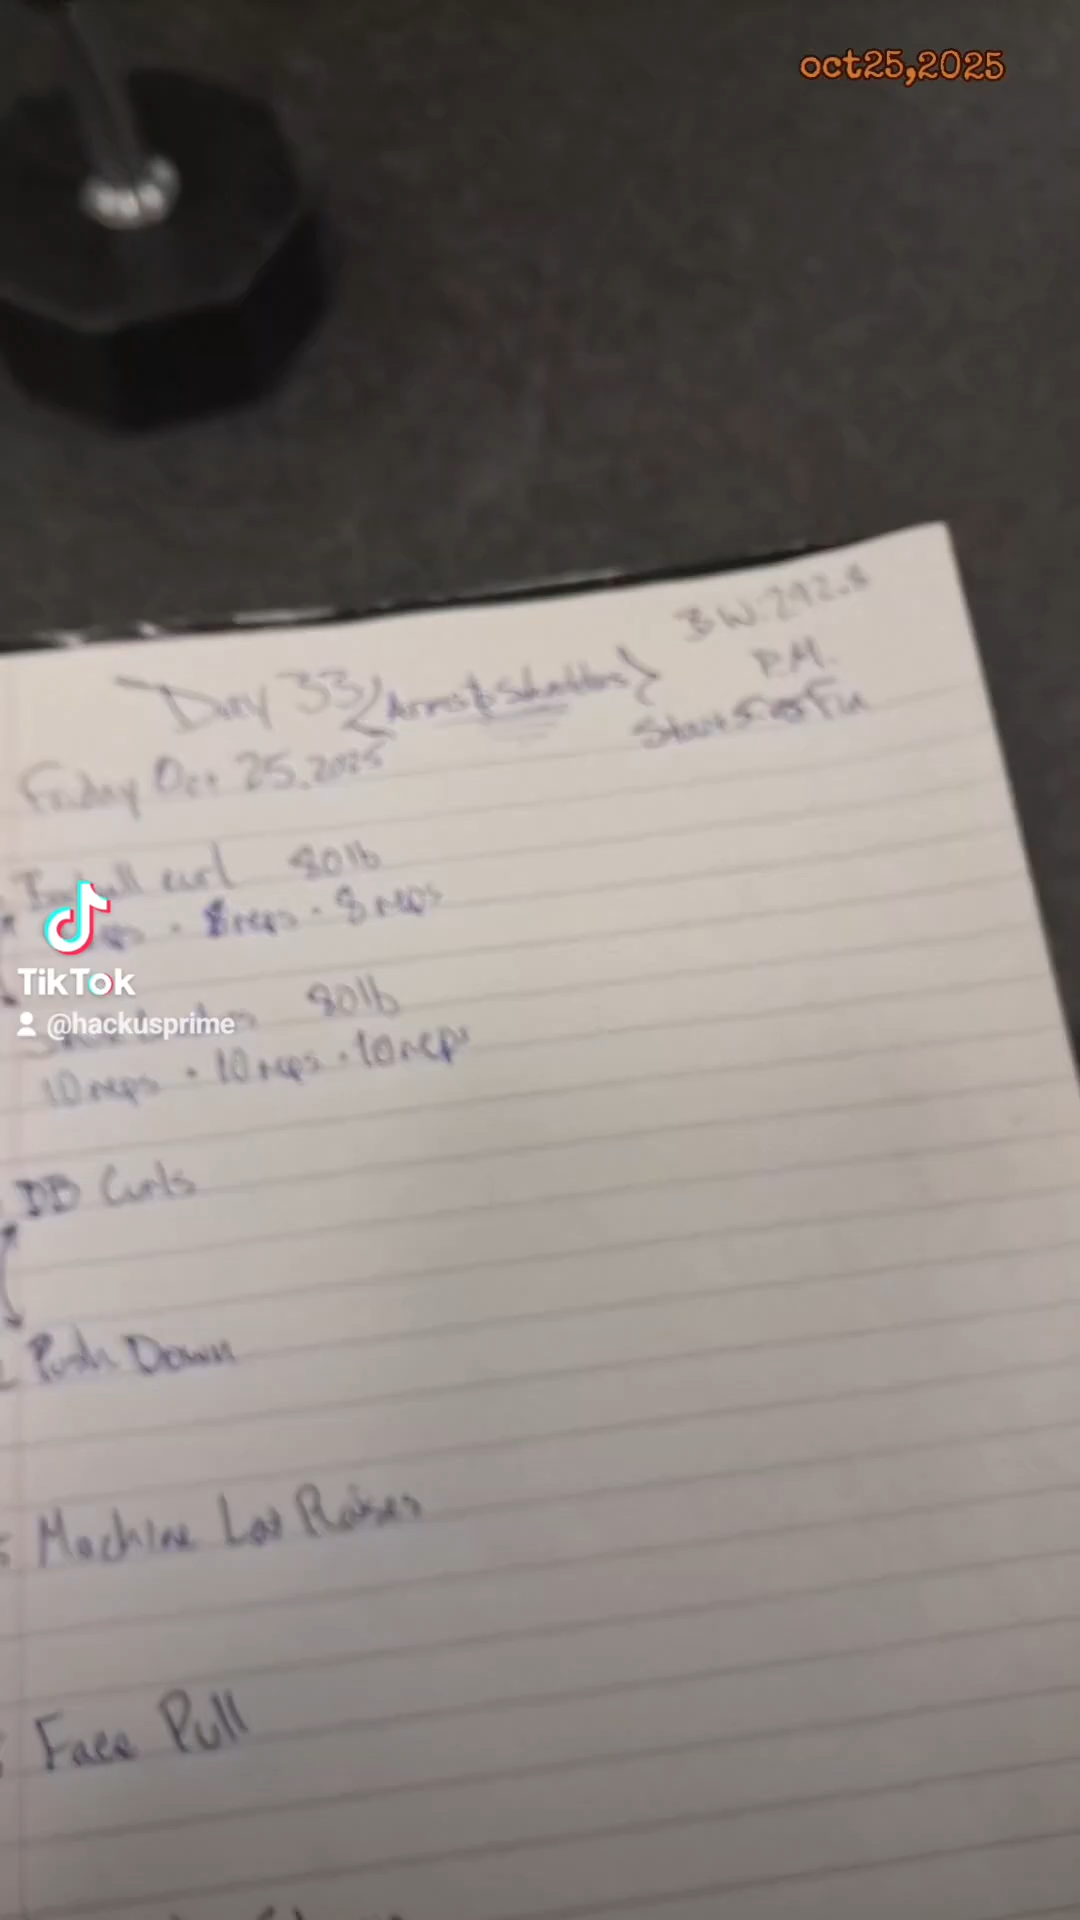 oct25,2025
BW:292.8
Day 33 {Arms & Shoulders}
P.M.
Start
Friday Oct 25, 2025
curl 80lb
8reps · 8reps
TikTok
@hackusprime
80lb
10reps · 10reps · 10reps
DB Curls
Push Down
Machine Lat Raises
Face Pull